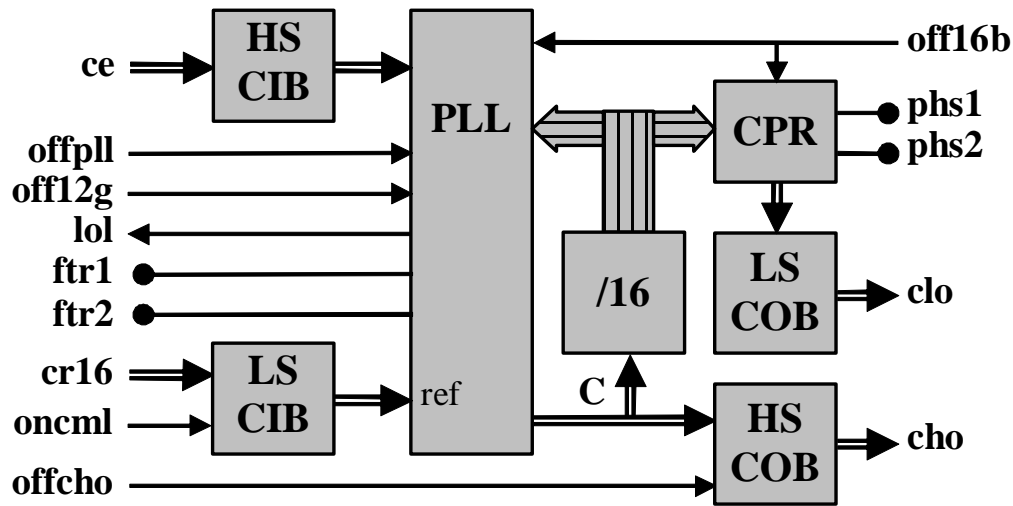 ce
HS
CIB
PLL
off16b
CPR
phs1
phs2
offpll
off12g
lol
ftr1
ftr2
/16
LS
COB
clo
cr16
oncml
LS
CIB
ref
C
HS
COB
cho
offcho